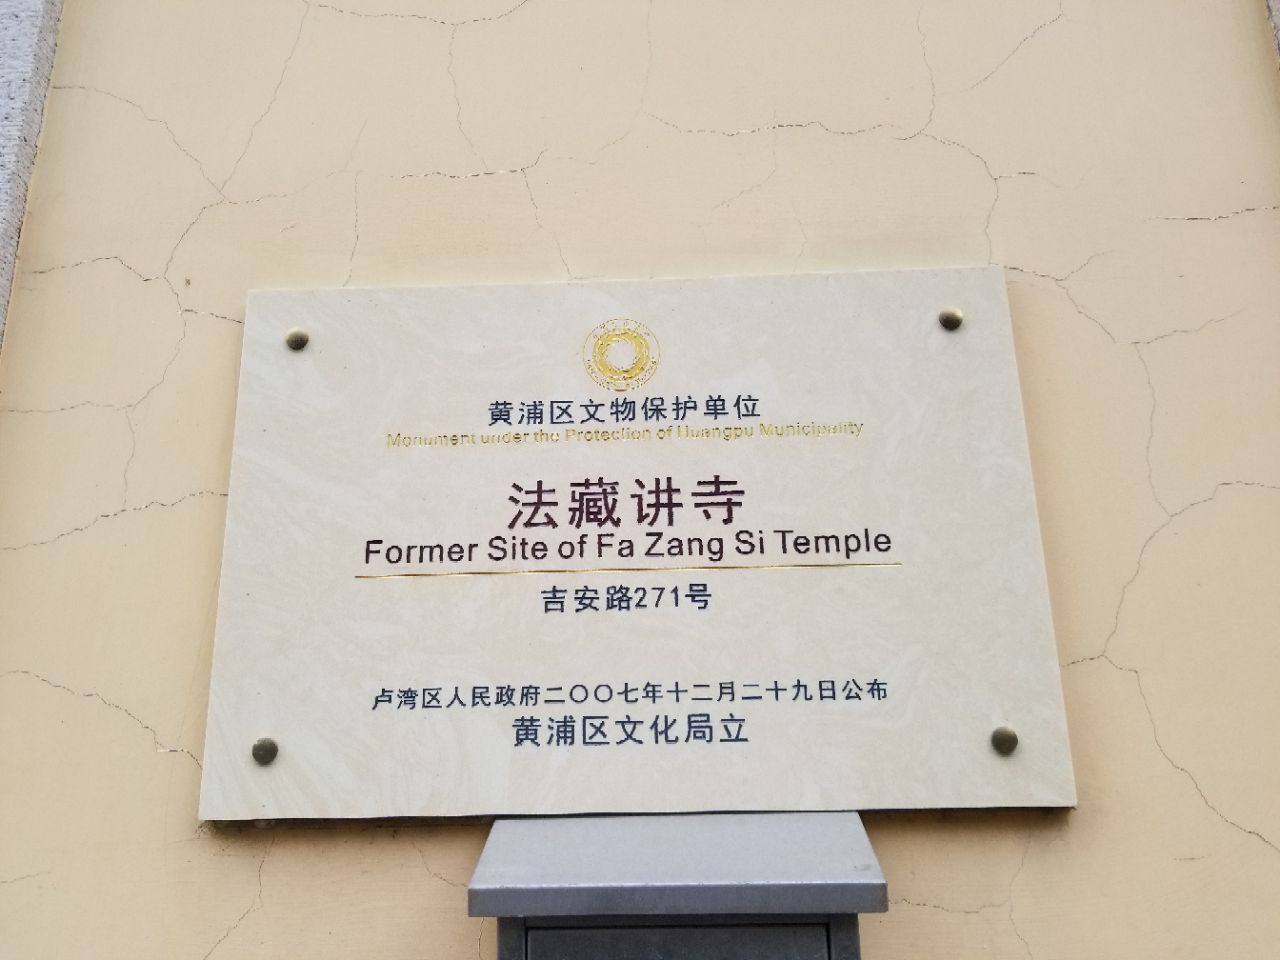 黄浦区文物保护单位
Monument under the Protection of Huangpu Municipality
法藏讲寺
Former Site of Fa Zang Si Temple
吉安路271号
卢湾区人民政府二〇〇七年十二月二十九日公布
黄浦区文化局立